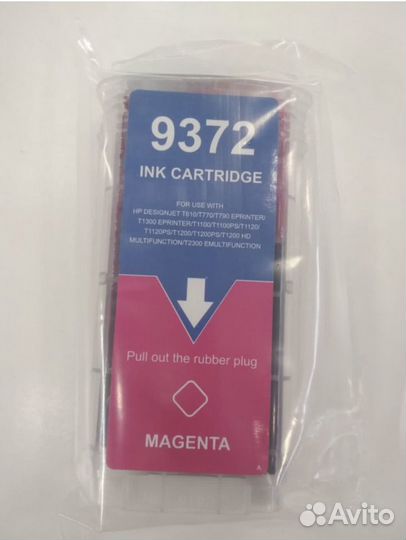 9372
INK CARTRIDGE
FOR USE WITH
HP DESIGNJET T610/T770/T790 EPRINTER/
T1300 EPRINTER/T1100/T1100PS/T1120/
T1120PS/T1200/T1200PS/T1200 HD
MULTIFUNCTION/T2300 EMULTIFUNCTION
Pull out the rubber plug
MAGENTA
A
Avito